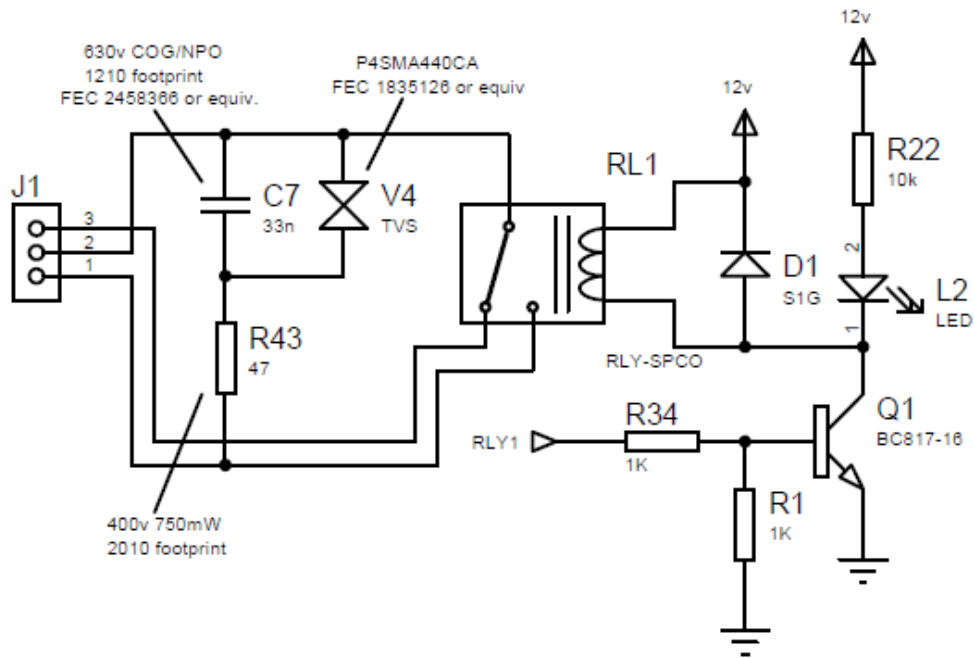 12v
630v COG/NPO
1210 footprint
FEC 2458366 or equiv.
P4SMA440CA
FEC 1835126 or equiv
12v
R22
10k
RL1
J1
C7
33n
V4
TVS
3
2
1
2
D1
S1G
L2
LED
1
R43
47
RLY-SPCO
Q1
BC817-16
R34
1K
RLY1
R1
1K
400v 750mW
2010 footprint